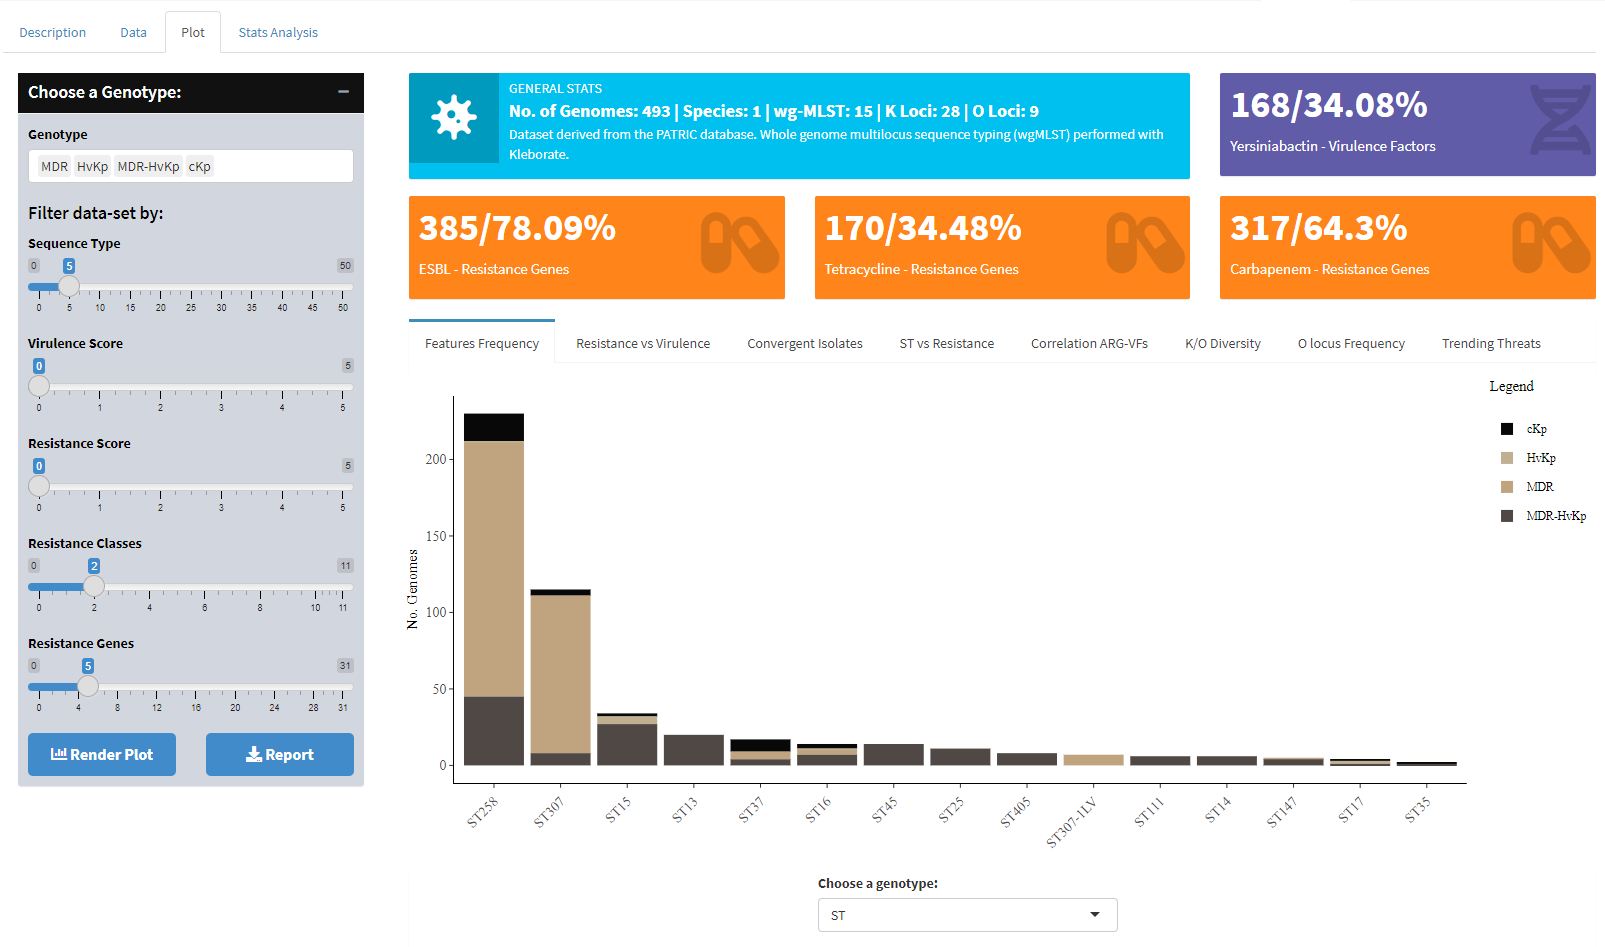 Description Data Plot Stats Analysis
Choose a Genotype:
Genotype
MDR HvKp MDR-HvKp cKp
Filter data-set by:
Sequence Type
0 5 50
0 5 10 15 20 25 30 35 40 45 50
Virulence Score
0 5
0 1 2 3 4 5
Resistance Score
0 5
0 1 2 3 4 5
Resistance Classes
0 2 11
0 2 4 6 8 10 11
Resistance Genes
0 5 31
0 4 8 12 16 20 24 28 31
Render Plot Report
GENERAL STATS
No. of Genomes: 493 | Species: 1 | wg-MLST: 15 | K Loci: 28 | O Loci: 9
Dataset derived from the PATRIC database. Whole genome multilocus sequence typing (wgMLST) performed with
Kleborate.
168/34.08%
Yersiniabactin - Virulence Factors
385/78.09%
ESBL - Resistance Genes
170/34.48%
Tetracycline - Resistance Genes
317/64.3%
Carbapenem - Resistance Genes
Features Frequency Resistance vs Virulence Convergent Isolates ST vs Resistance Correlation ARG-VFs K/O Diversity O locus Frequency Trending Threats
Legend
cKp
HvKp
MDR
MDR-HvKp
No. Genomes
200
150
100
50
0
ST258 ST307 ST15 ST13 ST37 ST16 ST45 ST25 ST405 ST307-1LV ST111 ST14 ST147 ST17 ST35
Choose a genotype:
ST